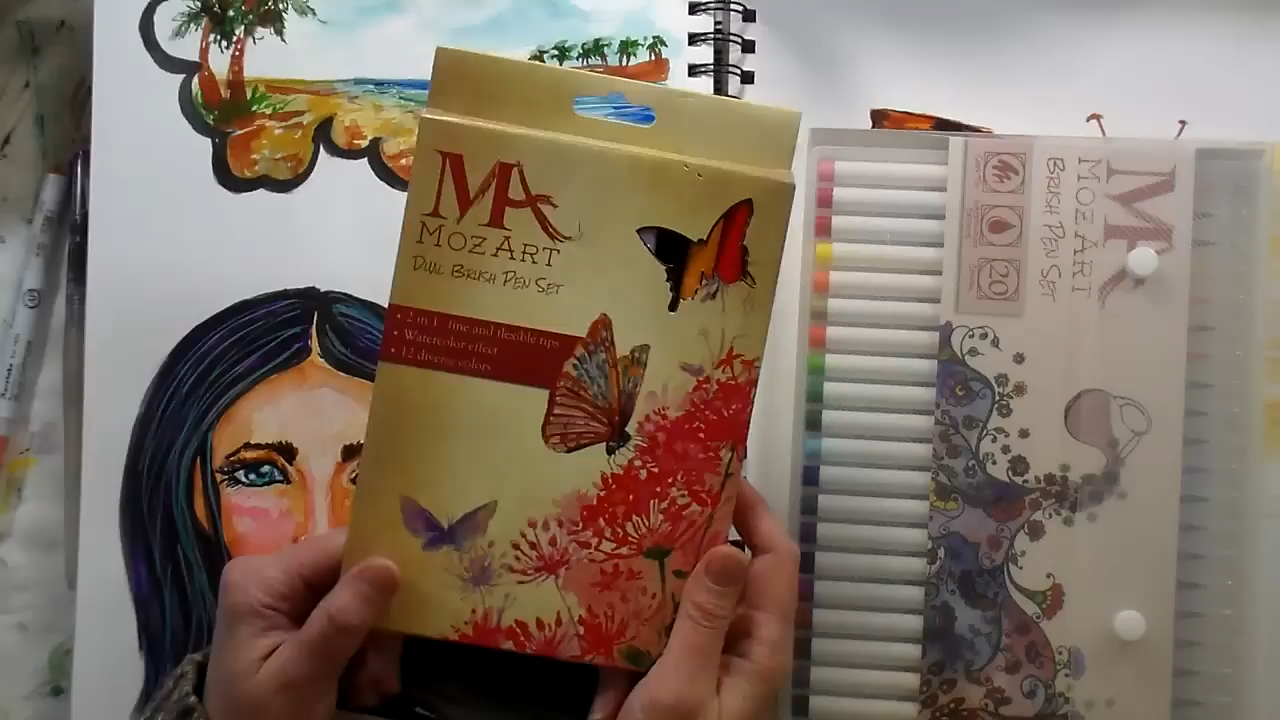 MA
MozArt
Dual Brush Pen Set
• 2 in 1 fine and flexible tips
• Watercolor effect
• 12 diverse colors
MA
MozArt
Brush Pen Set
20